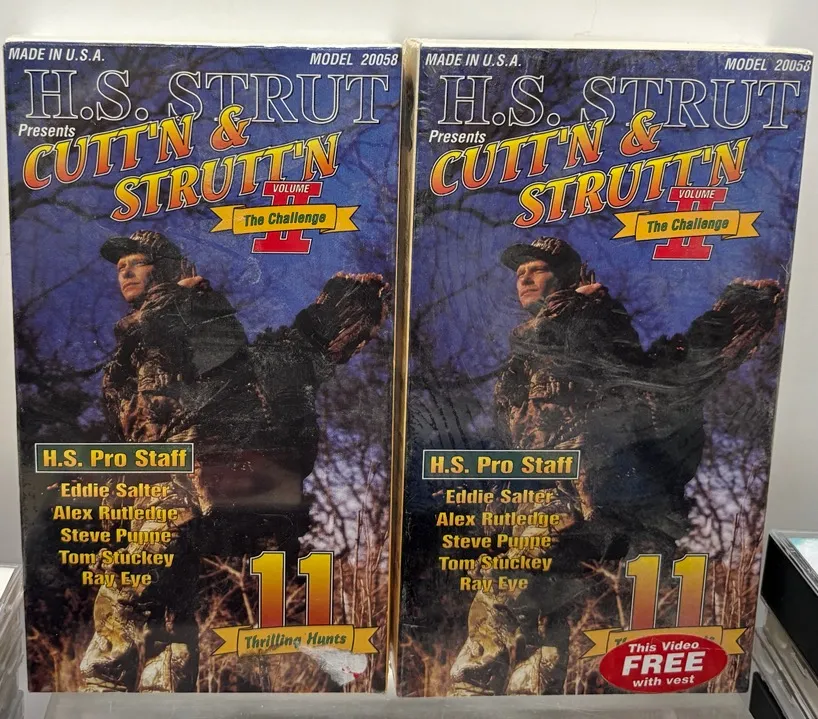 MADE IN U.S.A.
MODEL 20058
H.S. STRUT
Presents
CUTT'N &
STRUTT'N
VOLUME
II
The Challenge
H.S. Pro Staff
Eddie Salter
Alex Rutledge
Steve Puppe
Tom Stuckey
Ray Eye
11
Thrilling Hunts
MADE IN U.S.A.
MODEL 20058
H.S. STRUT
Presents
CUTT'N &
STRUTT'N
VOLUME
II
The Challenge
H.S. Pro Staff
Eddie Salter
Alex Rutledge
Steve Puppe
Tom Stuckey
Ray Eye
11
This Video
FREE
with vest